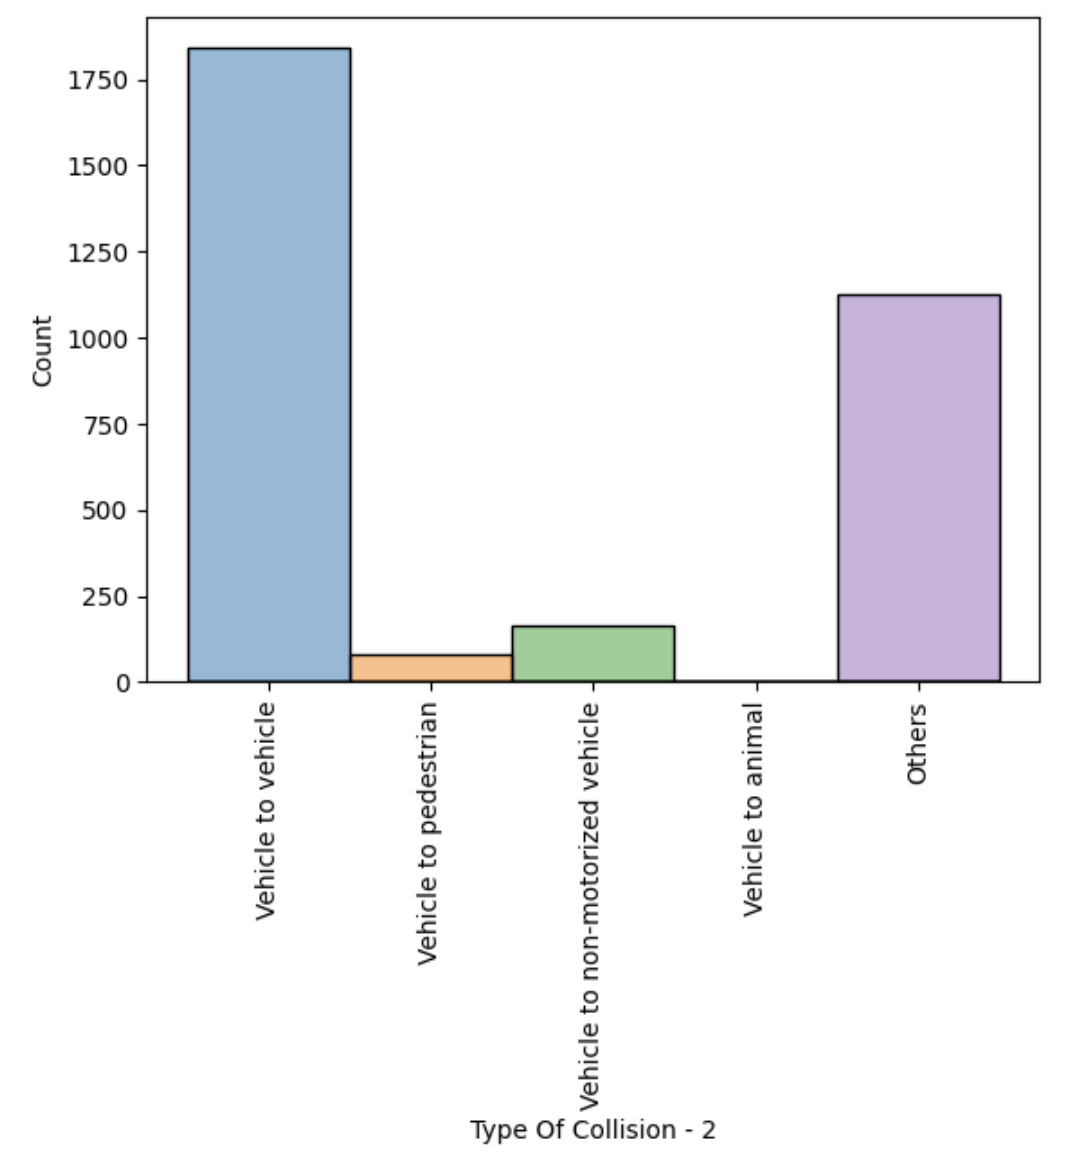 1750
1500
1250
1000
750
500
250
0
Count
Vehicle to vehicle
Vehicle to pedestrian
Vehicle to non-motorized vehicle
Vehicle to animal
Others
Type Of Collision - 2